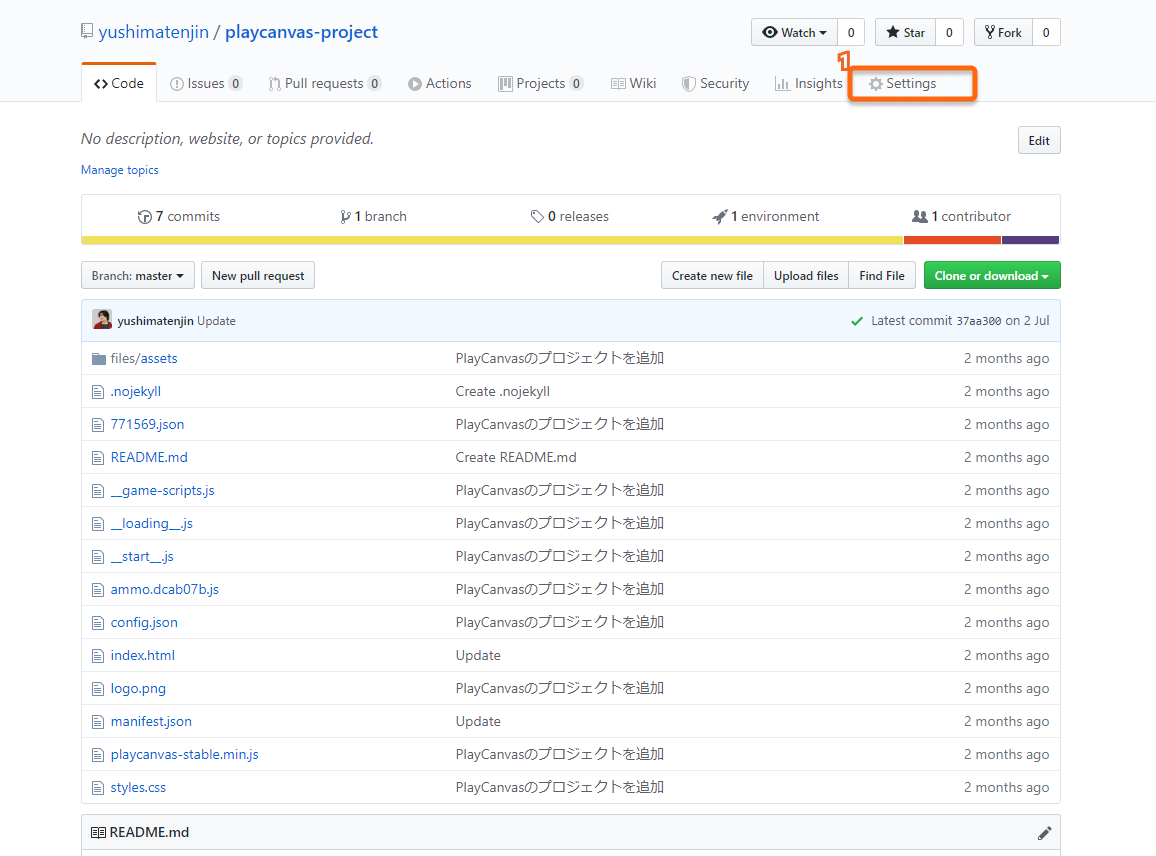 yushimatenjin / playcanvas-project
Watch 0 Star 0 Fork 0
1
Code Issues 0 Pull requests 0 Actions Projects 0 Wiki Security Insights Settings
No description, website, or topics provided.
Edit
Manage topics
7 commits 1 branch 0 releases 1 environment 1 contributor
Branch: master New pull request Create new file Upload files Find File Clone or download
yushimatenjin Update Latest commit 37aa300 on 2 Jul
files/assets PlayCanvasのプロジェクトを追加 2 months ago
.nojekyll Create .nojekyll 2 months ago
771569.json PlayCanvasのプロジェクトを追加 2 months ago
README.md Create README.md 2 months ago
__game-scripts.js PlayCanvasのプロジェクトを追加 2 months ago
__loading__.js PlayCanvasのプロジェクトを追加 2 months ago
__start__.js PlayCanvasのプロジェクトを追加 2 months ago
ammo.dcab07b.js PlayCanvasのプロジェクトを追加 2 months ago
config.json PlayCanvasのプロジェクトを追加 2 months ago
index.html Update 2 months ago
logo.png PlayCanvasのプロジェクトを追加 2 months ago
manifest.json Update 2 months ago
playcanvas-stable.min.js PlayCanvasのプロジェクトを追加 2 months ago
styles.css PlayCanvasのプロジェクトを追加 2 months ago
README.md